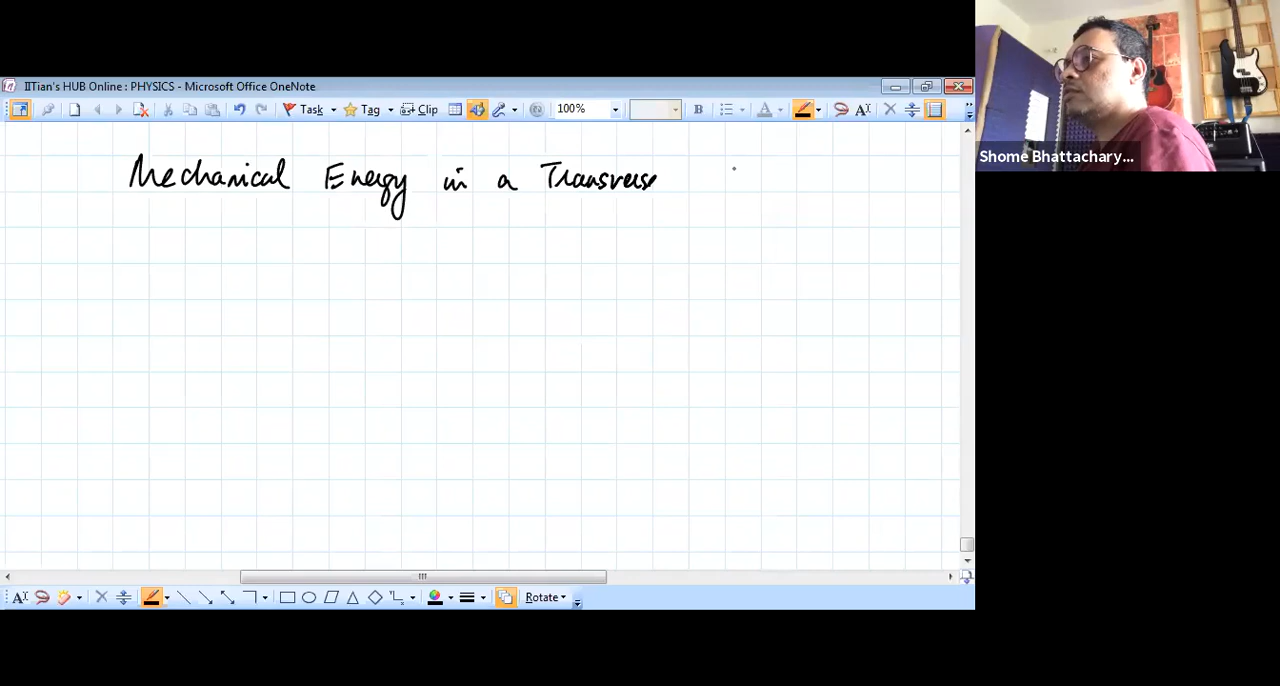 IITian's HUB Online : PHYSICS - Microsoft Office OneNote
Task Tag Clip 100% B A
Mechanical Energy in a Transverse
Shome Bhattachary...
A Rotate